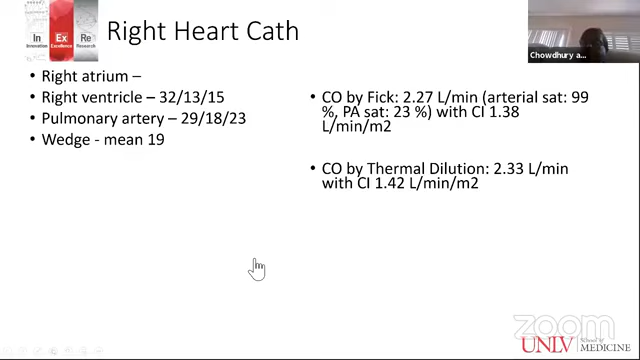 Right Heart Cath
In
Ex
Re
Innovation
Excellence
Research
Chowdhury a...
• Right atrium –
• Right ventricle – 32/13/15
• Pulmonary artery – 29/18/23
• Wedge - mean 19
• CO by Fick: 2.27 L/min (arterial sat: 99
%, PA sat: 23 %) with CI 1.38
L/min/m2
• CO by Thermal Dilution: 2.33 L/min
with CI 1.42 L/min/m2
zoom
UNLV School of
MEDICINE